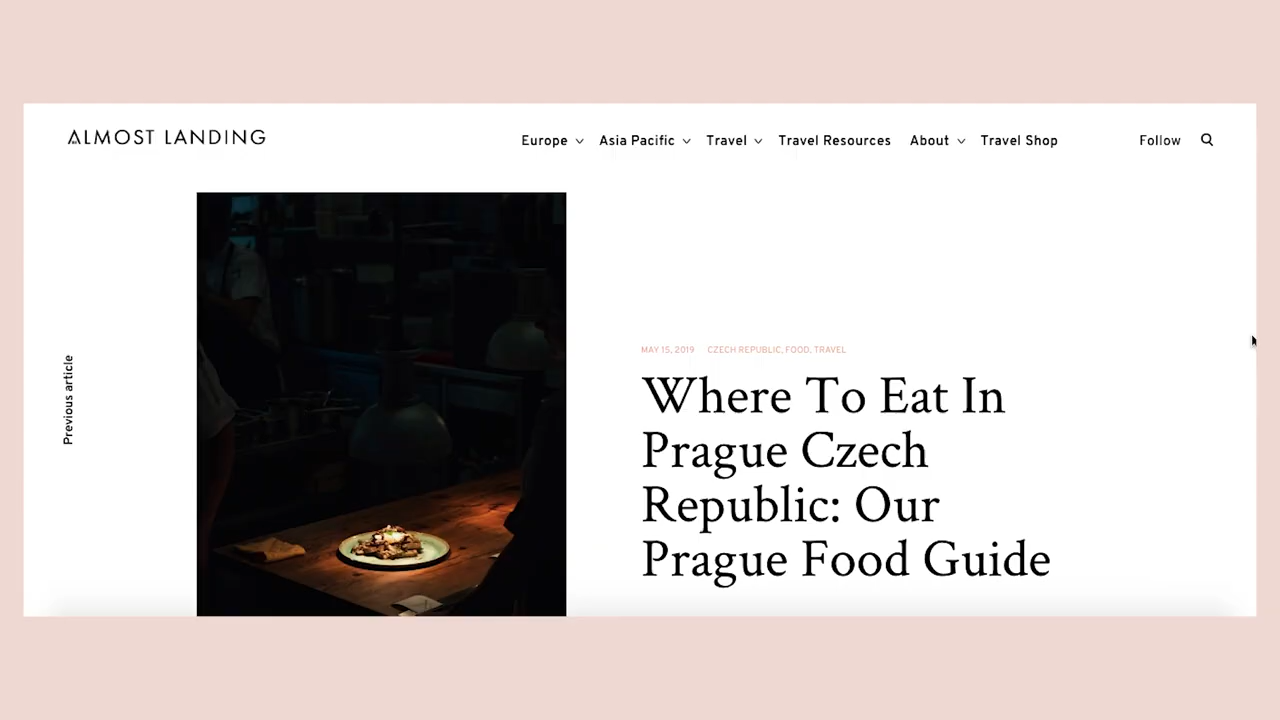 ALMOST LANDING
Europe Asia Pacific Travel Travel Resources About Travel Shop Follow
Previous article
MAY 15, 2019 CZECH REPUBLIC, FOOD, TRAVEL
Where To Eat In
Prague Czech
Republic: Our
Prague Food Guide